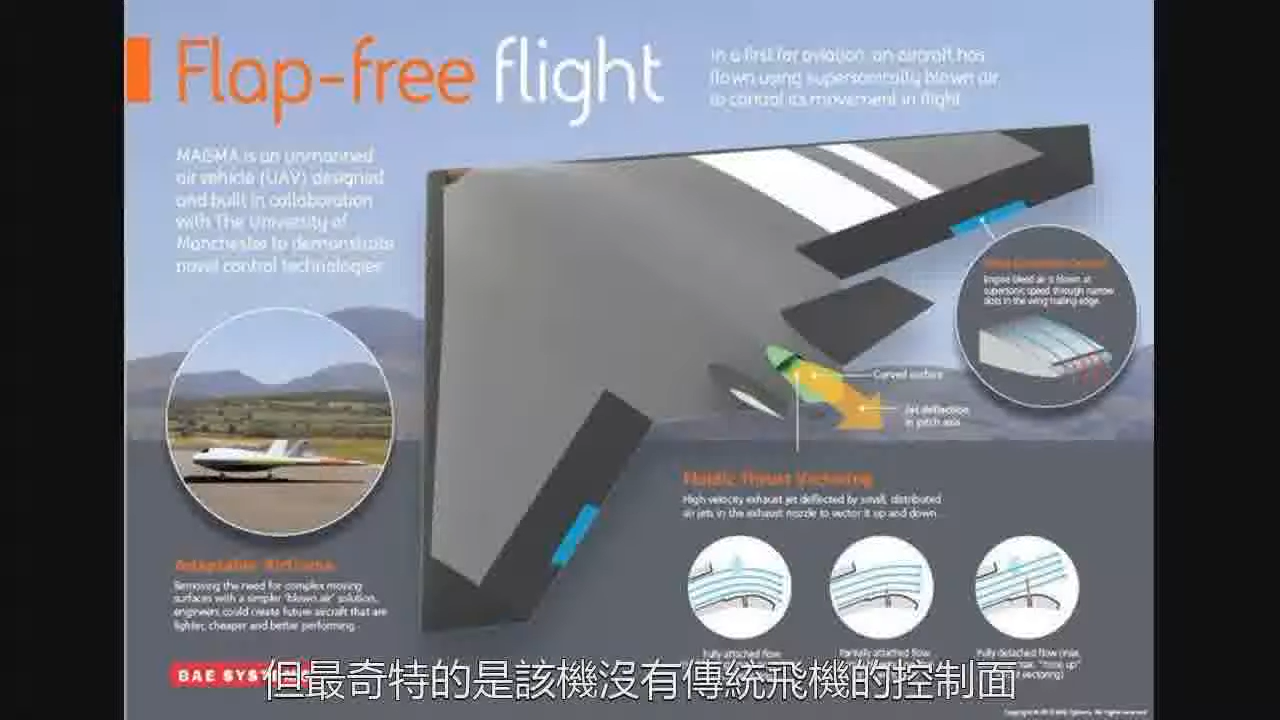 Flap-free flight
In a first for aviation, an aircraft has
flown using supersonically blown air
to control its movement in flight
MAGMA is an unmanned
air vehicle (UAV) designed
and built in collaboration
with The University of
Manchester to demonstrate
novel control technologies
Engine bleed air is blown at
supersonic speed through narrow
slots in the wing trailing edge.
Curved surface
Jet deflection
in pitch axis
Fluidic Thrust Vectoring
High velocity exhaust jet deflected by small, distributed
air jets in the exhaust nozzle to vector it up and down.
Adaptable Airframe
Removing the need for complex moving
surfaces with a simpler 'blown air' solution,
engineers could create future aircraft that are
lighter, cheaper and better performing.
Fully attached flow
Partially attached flow
Fully detached flow (max
BAE SYSTEMS
但最奇特的是該機沒有傳統飛機的控制面